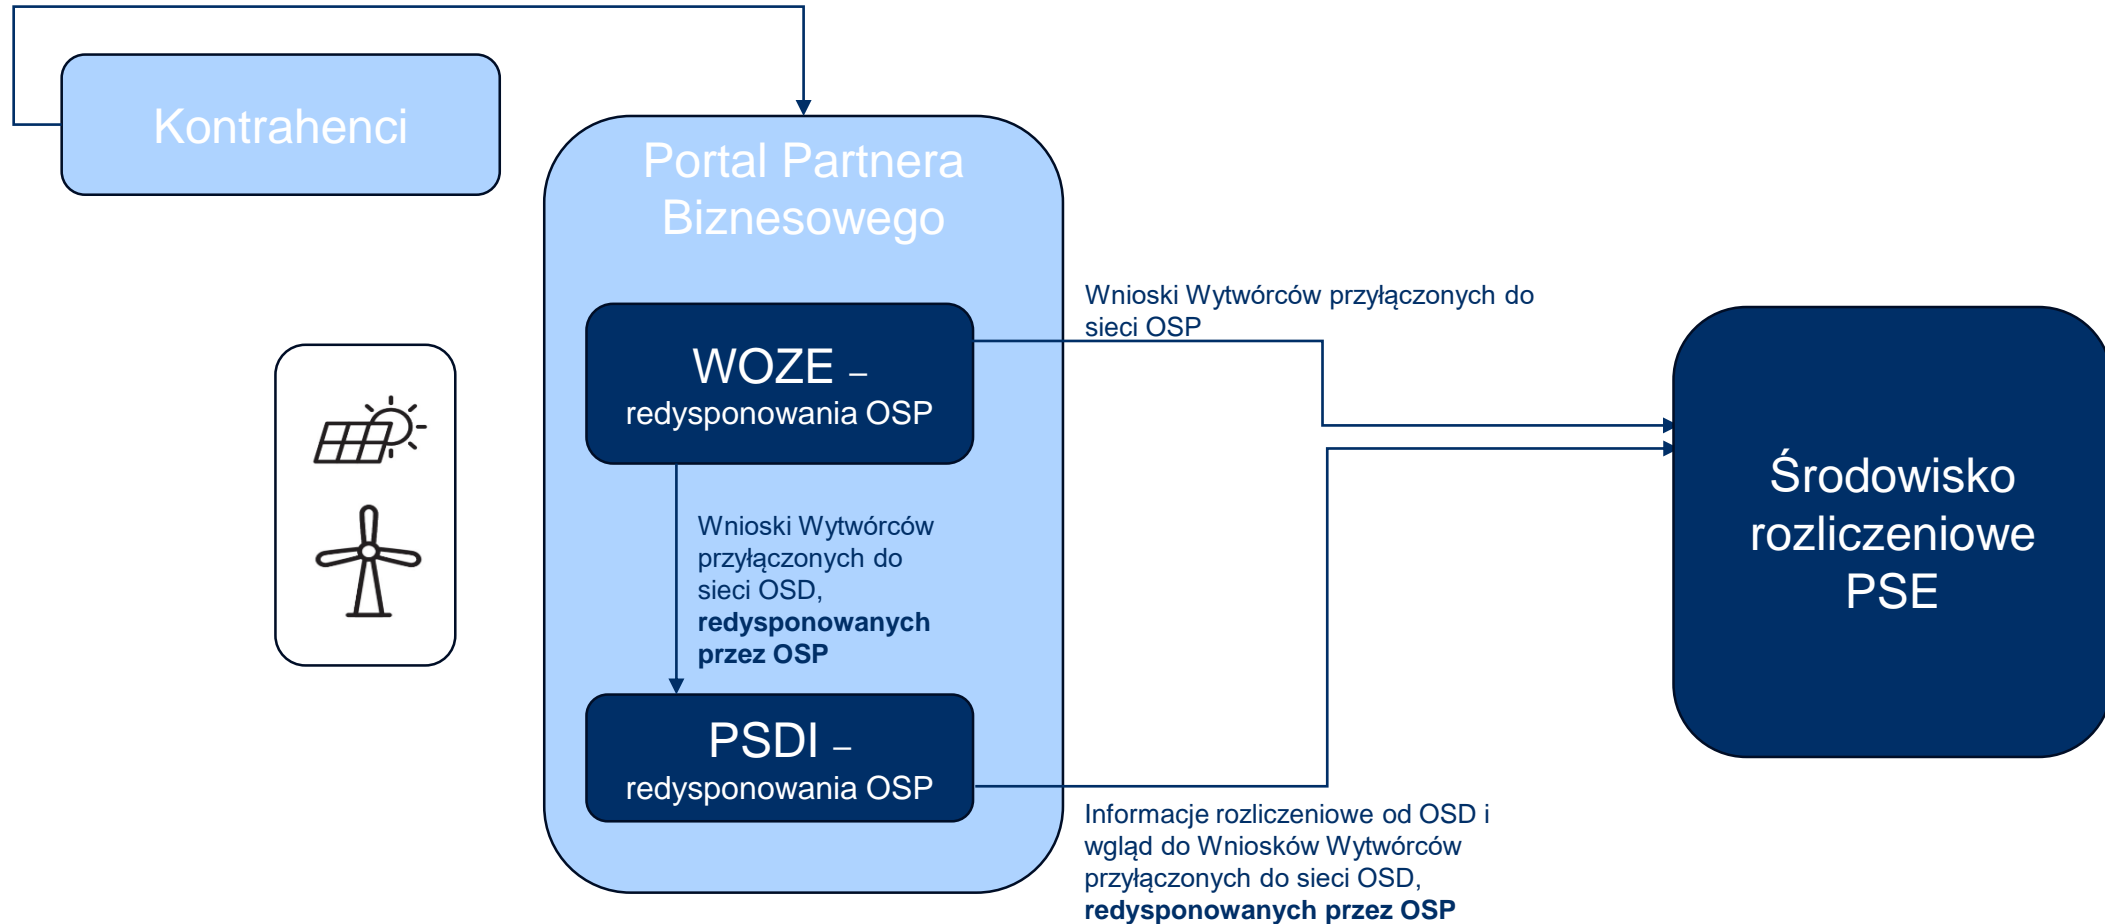 Kontrahenci
Portal Partnera
Biznesowego
WOZE –
redysponowania OSP
Wnioski Wytwórców przyłączonych do
sieci OSP
Wnioski Wytwórców
przyłączonych do
sieci OSD,
redysponowanych
przez OSP
PSDI –
redysponowania OSP
Informacje rozliczeniowe od OSD i
wgląd do Wniosków Wytwórców
przyłączonych do sieci OSD,
redysponowanych przez OSP
Środowisko
rozliczeniowe
PSE